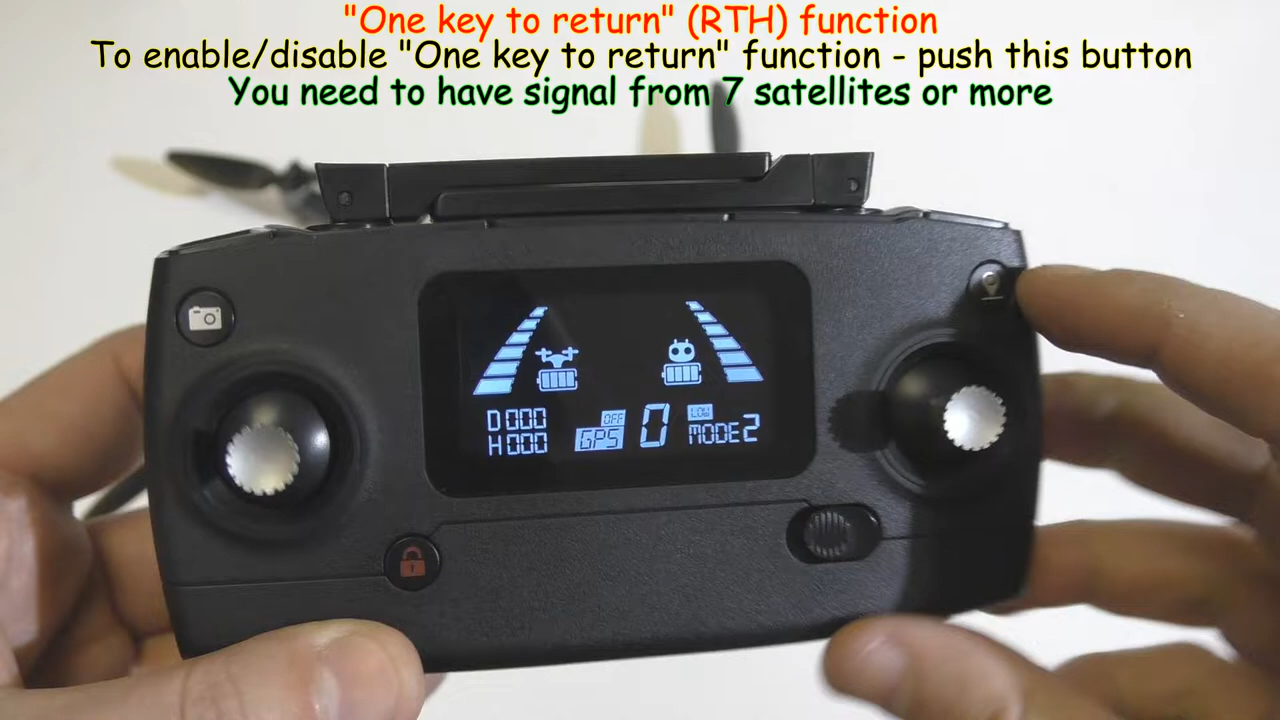 "One key to return" (RTH) function
To enable/disable "One key to return" function - push this button
You need to have signal from 7 satellites or more
D000
H000
OFF
GPS
0
LOW
MODE2